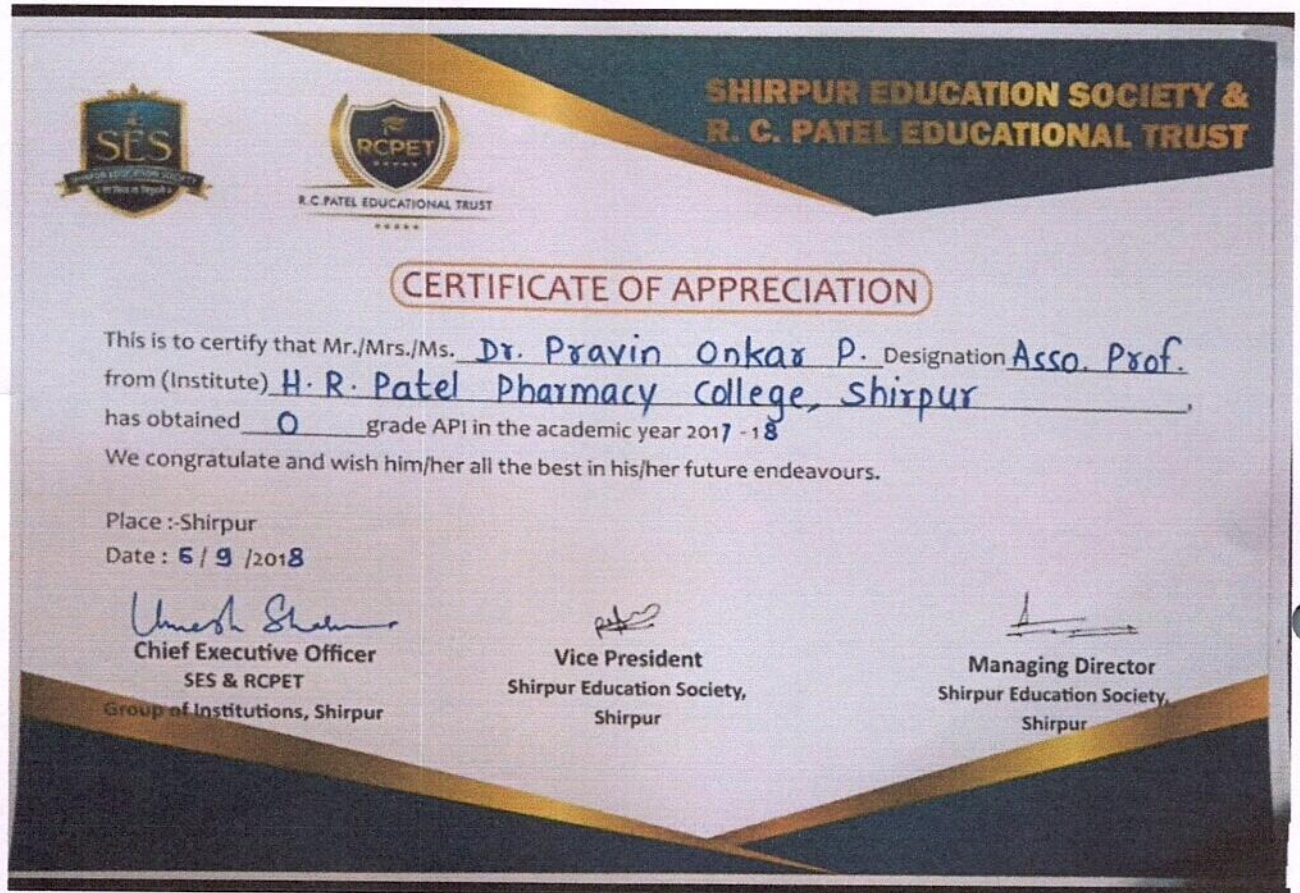 SHIRPUR EDUCATION SOCIETY &
R. C. PATEL EDUCATIONAL TRUST
SES
SHIRPUR EDUCATION SOCIETY
RCPET
R.C.PATEL EDUCATIONAL TRUST
CERTIFICATE OF APPRECIATION
This is to certify that Mr./Mrs./Ms. Dr. Pravin Onkar P. Designation Asso. Prof.
from (Institute) H. R. Patel Pharmacy College, Shirpur,
has obtained O grade API in the academic year 2017 - 18
We congratulate and wish him/her all the best in his/her future endeavours.
Place :-Shirpur
Date : 6 / 9 /2018
Umesh
Chief Executive Officer
SES & RCPET
Group of Institutions, Shirpur
Vice President
Shirpur Education Society,
Shirpur
Managing Director
Shirpur Education Society,
Shirpur